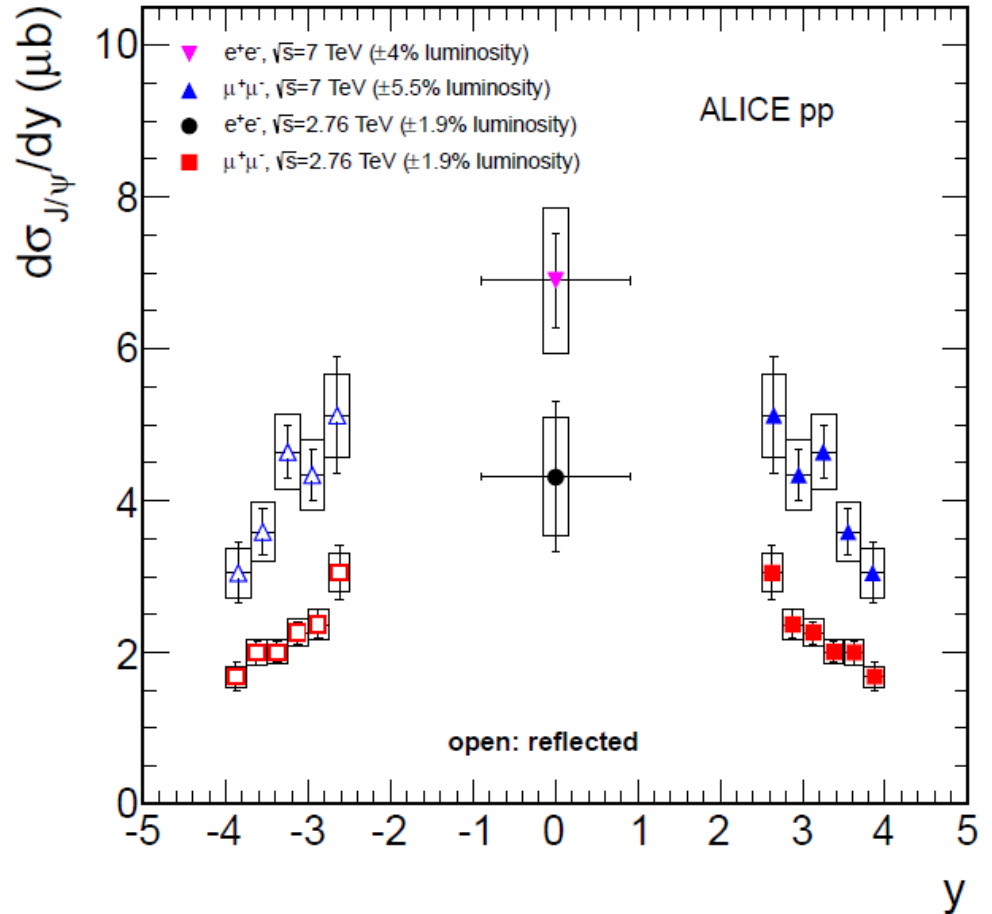 dσJ/ψ/dy (μb)
10
8
6
4
2
0
e⁺e⁻, √s=7 TeV (±4% luminosity)
μ⁺μ⁻, √s=7 TeV (±5.5% luminosity)
e⁺e⁻, √s=2.76 TeV (±1.9% luminosity)
μ⁺μ⁻, √s=2.76 TeV (±1.9% luminosity)
ALICE pp
open: reflected
-5 -4 -3 -2 -1 0 1 2 3 4 5
y